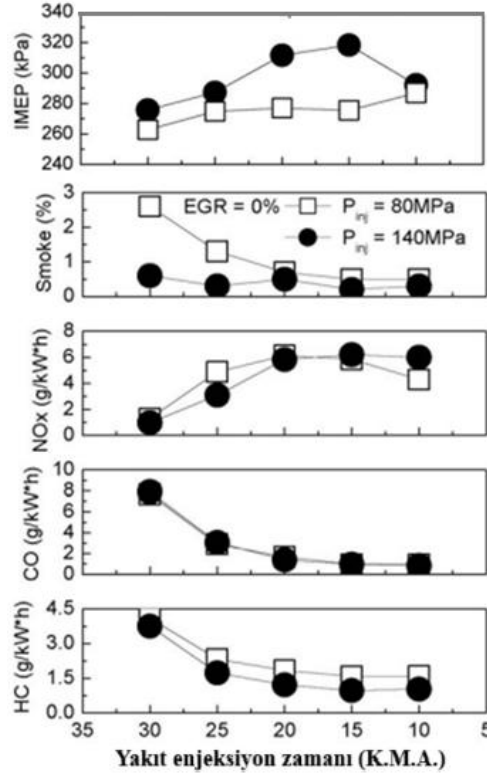 340
320
300
280
260
240
IMEP (kPa)
3
2
1
0
Smoke (%)
EGR = 0%
P_inj = 80MPa
P_inj = 140MPa
8
6
4
2
0
NOx (g/kW*h)
10
8
6
4
2
0
CO (g/kW*h)
4.5
3.0
1.5
0.0
HC (g/kW*h)
35 30 25 20 15 10 5
Yakıt enjeksiyon zamanı (K.M.A.)